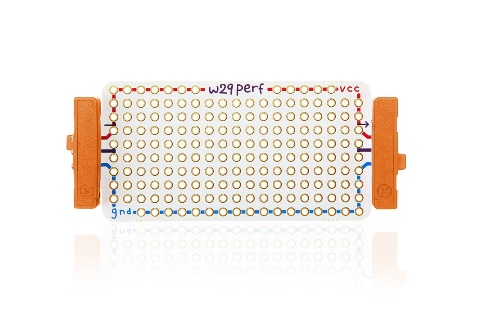 w29 perf
vcc
gnd